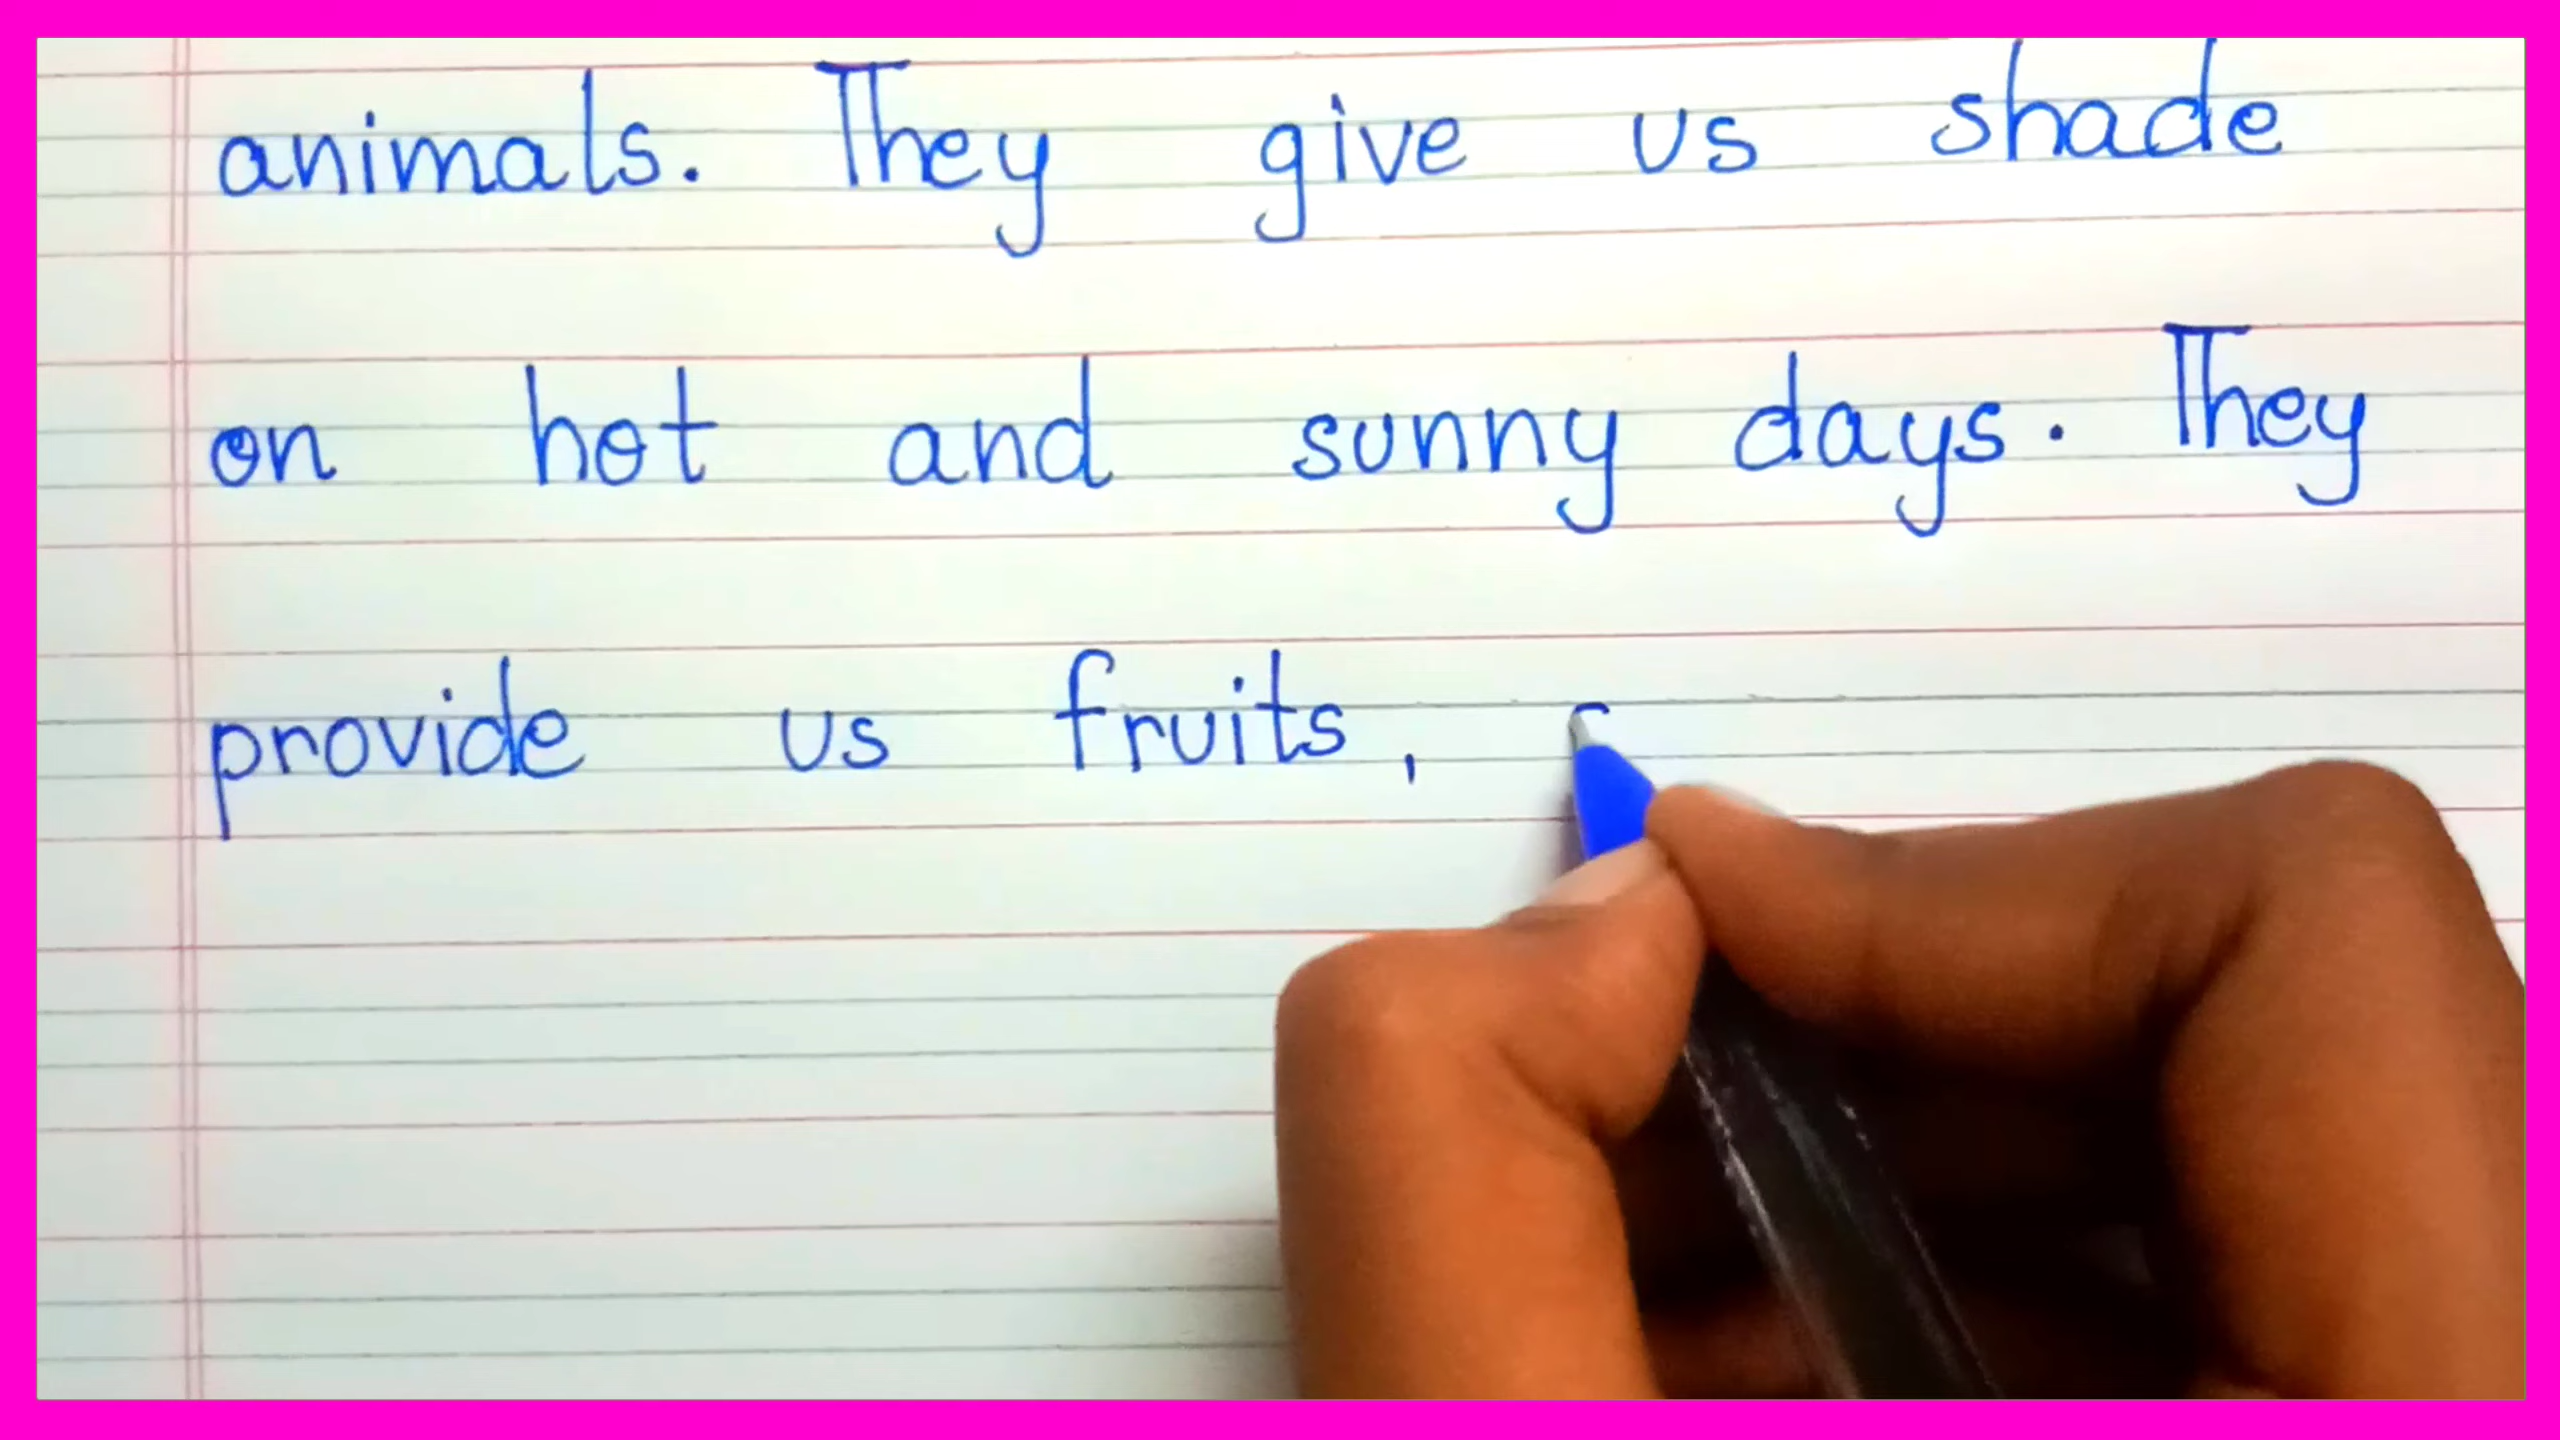 animals. They give us shade
on hot and sunny days. They
provide us fruits,